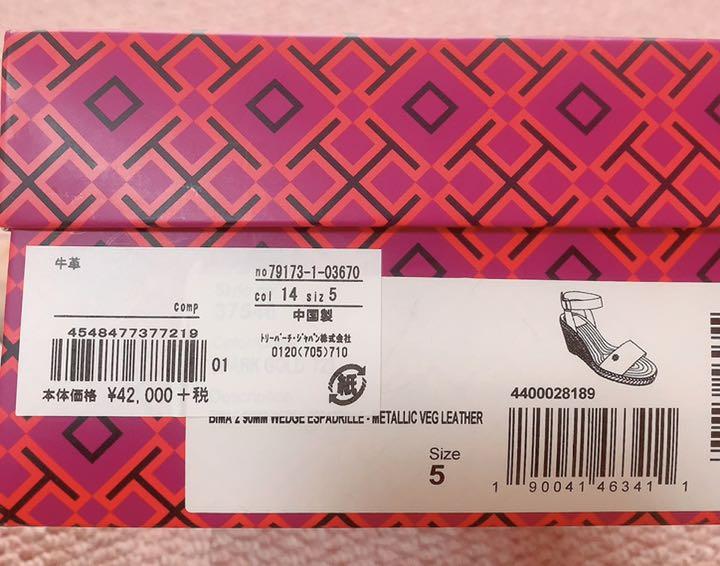 牛革
no 79173-1-03670
comp
col 14 siz 5
中国製
4548477377219
トリーバーチ・ジャパン株式会社
01
0120(705)710
本体価格 ¥42,000+税
紙
4400028189
BIMA 2 90MM WEDGE ESPADRILLE - METALLIC VEG LEATHER
Size
5
1 90041 46341 1